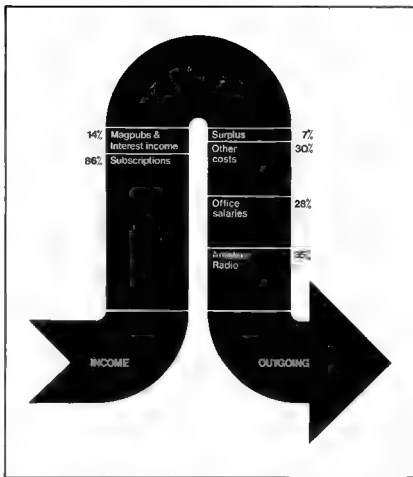 14% Magpubs &
Interest income
86% Subscriptions
Surplus 7%
Other 30%
costs
Office 28%
salaries
Radio
INCOME
OUTGOING